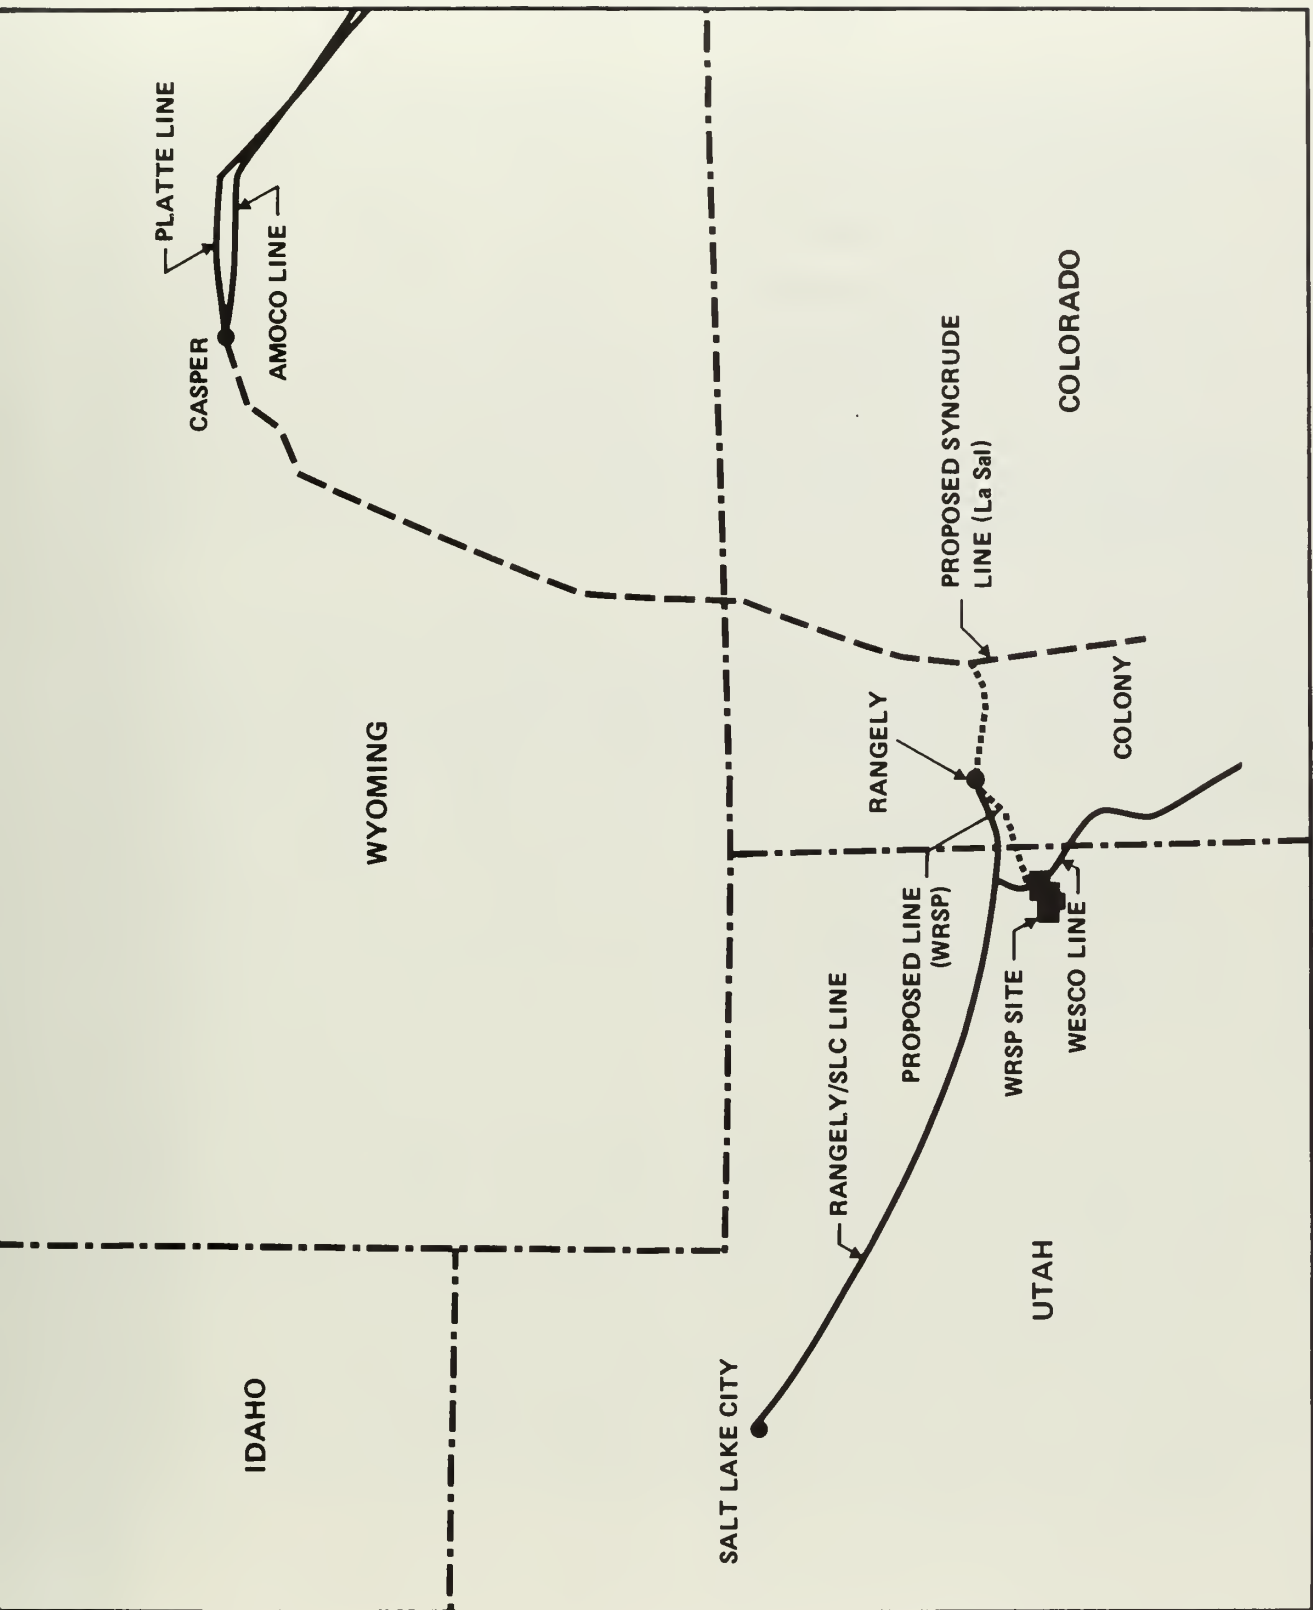 PLATTE LINE
CASPER
AMOCO LINE
IDAHO
WYOMING
SALT LAKE CITY
RANGELY/SLC LINE
RANGELY
PROPOSED LINE
(WRSP)
PROPOSED SYNCRUDE
LINE (La Sal)
WRSP SITE
UTAH
WESCO LINE
COLONY
COLORADO